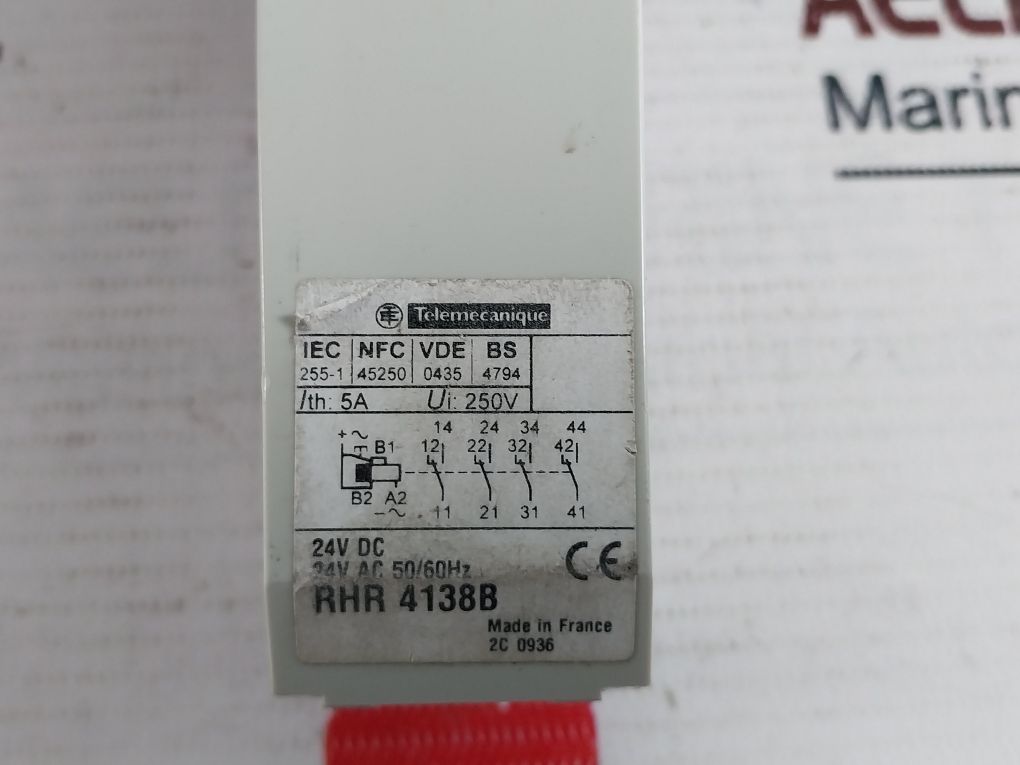 Marin
Telemecanique
IEC NFC VDE BS
255-1 45250 0435 4794
Ith: 5A Ui: 250V
14 24 34 44
+ ~
B1 12 22 32 42
B2 A2
– ~ 11 21 31 41
24V DC
24V AC 50/60Hz
CE
RHR 4138B
Made in France
2C 0936